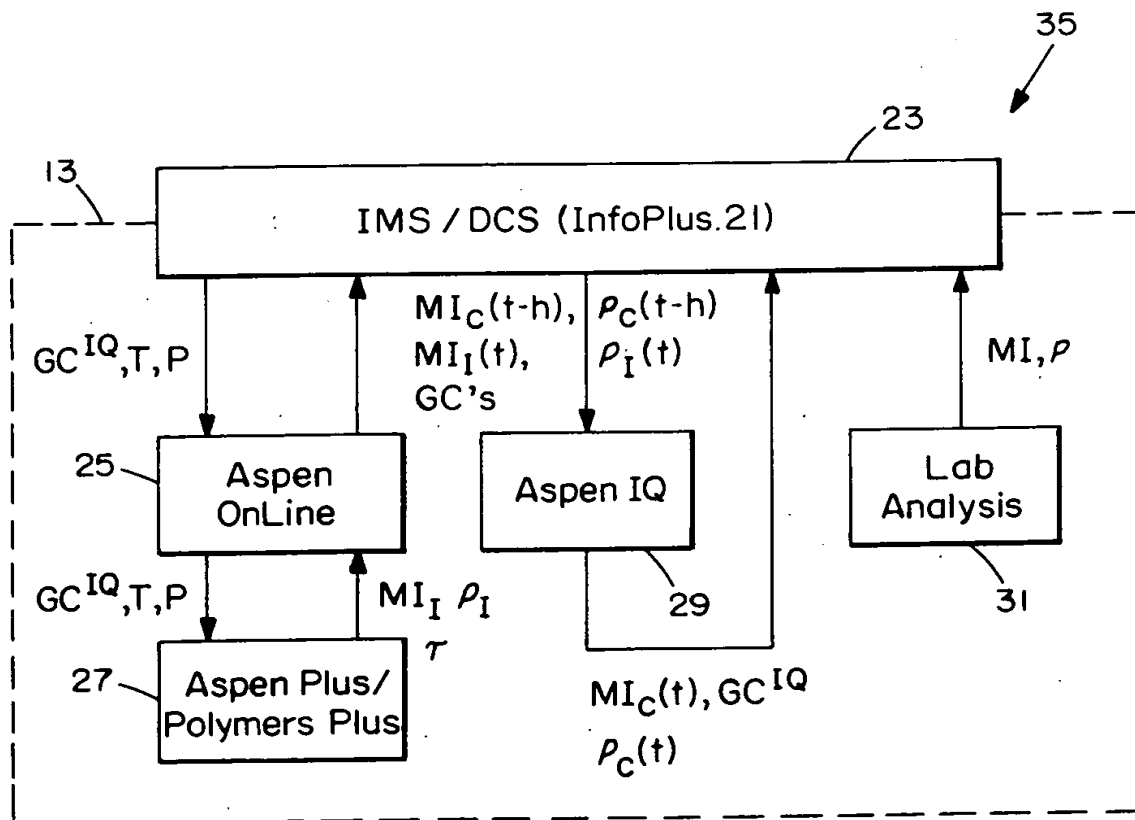 35
23
13
IMS / DCS (InfoPlus.21)
GC^IQ,T,P
MI_C(t-h), ρ_C(t-h)
MI_I(t), ρ_I(t)
GC's
MI,ρ
25
Aspen
OnLine
Aspen IQ
Lab
Analysis
29
31
GC^IQ,T,P
MI_I ρ_I
τ
27
Aspen Plus/
Polymers Plus
MI_C(t), GC^IQ
ρ_C(t)